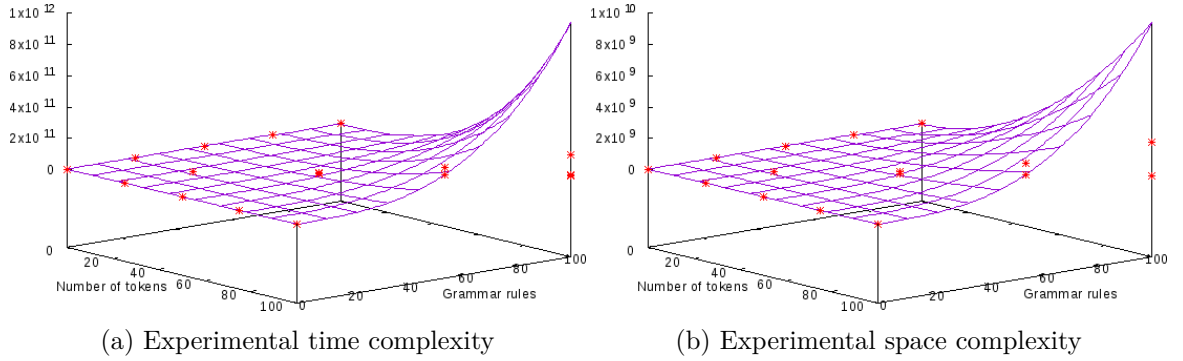 1x10 12
8x10 11
6x10 11
4x10 11
2x10 11
0
0
20
40
60
80
100
Number of tokens
0
20
40
60
80
100
Grammar rules
(a) Experimental time complexity
1x10 10
8x10 9
6x10 9
4x10 9
2x10 9
0
0
20
40
60
80
100
Number of tokens
0
20
40
60
80
100
Grammar rules
(b) Experimental space complexity